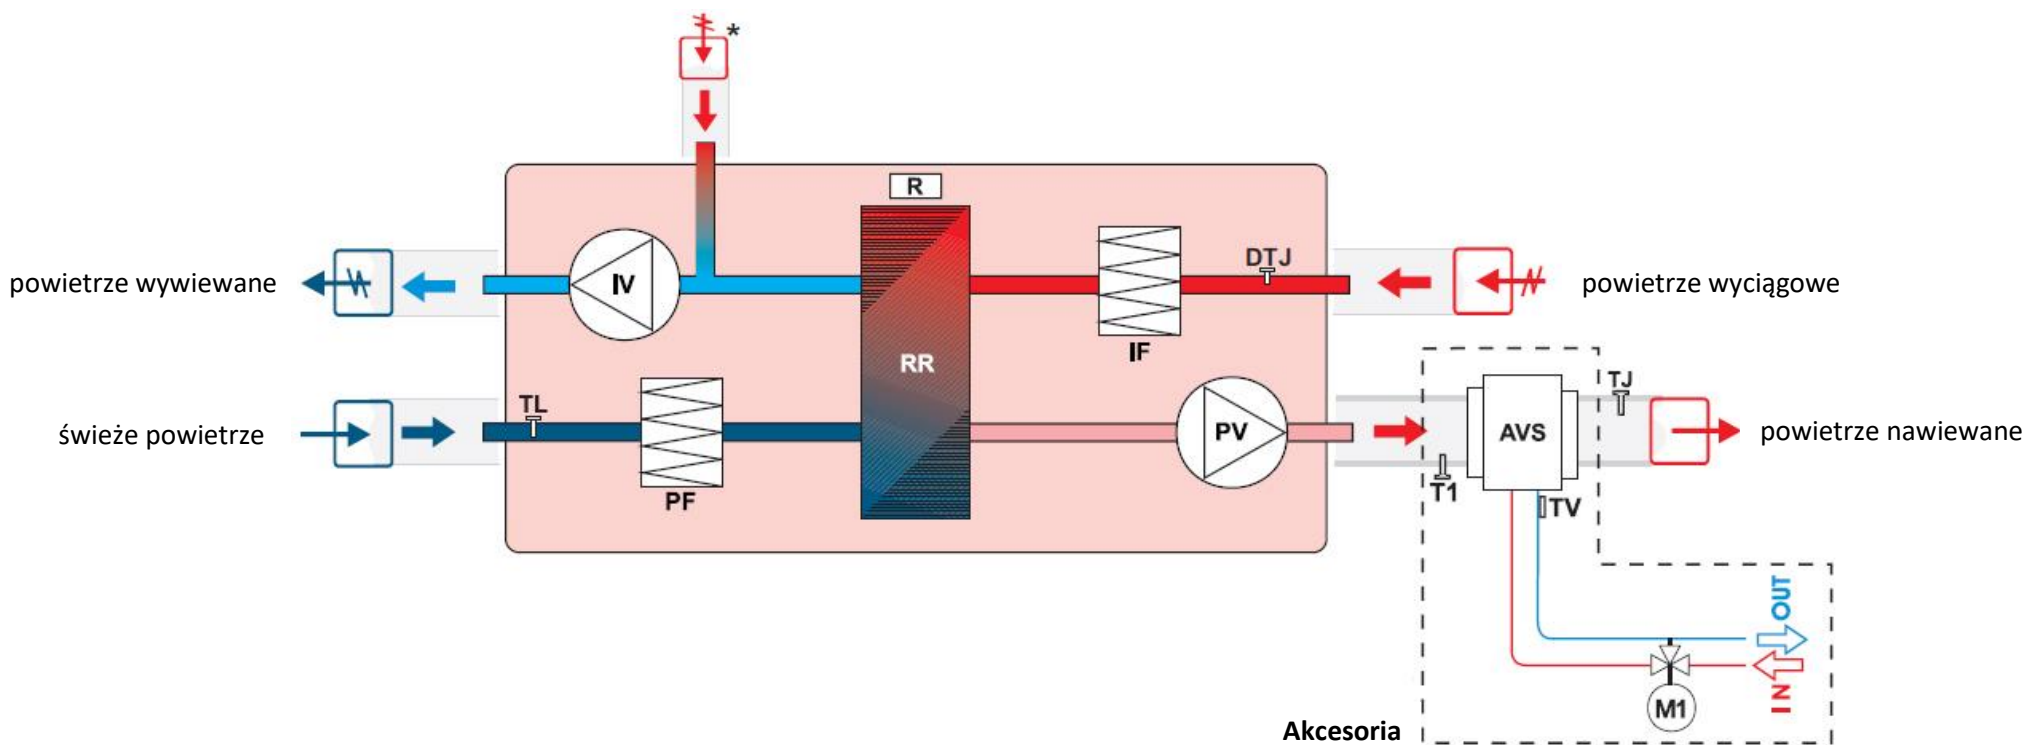 *
R
DTJ
powietrze wywiewane
IV
powietrze wyciągowe
IF
RR
TL
TJ
świeże powietrze
PV
AVS
powietrze nawiewane
PF
T1
TV
OUT
IN
M1
Akcesoria